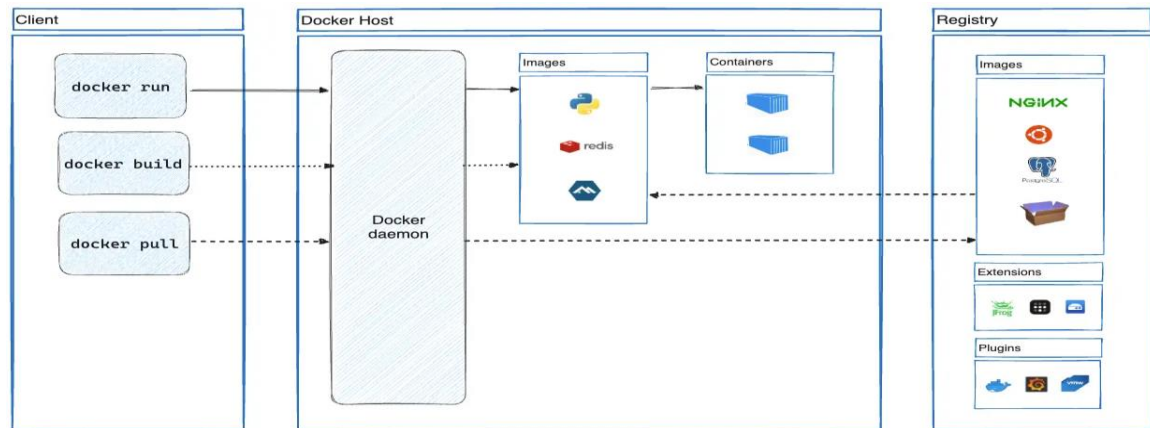 Client
docker run
docker build
docker pull
Docker Host
Docker
daemon
Images
redis
Containers
Registry
Images
NGINX
PostgreSQL
Extensions
jFrog
Plugins